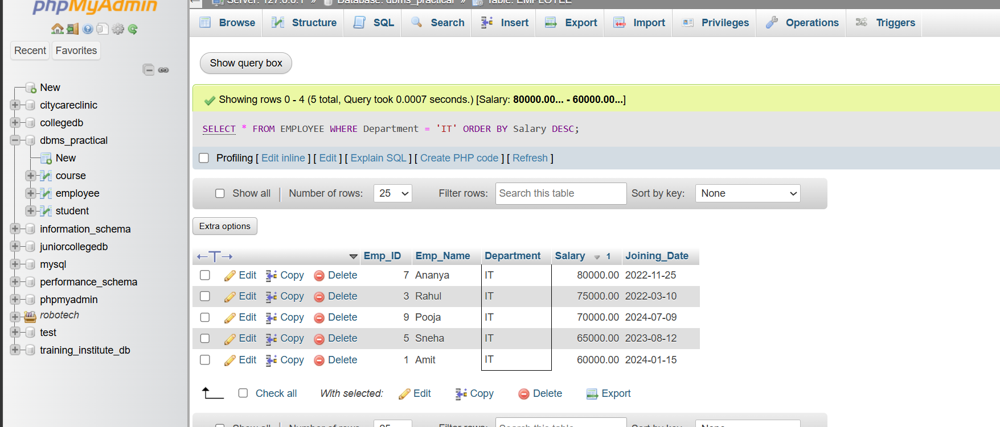 phpMyAdmin
Recent Favorites
New
citycareclinic
collegedb
dbms_practical
New
course
employee
student
information_schema
juniorcollegedb
mysql
performance_schema
phpmyadmin
robotech
test
training_institute_db
Server: 127.0.0.1 » Database: dbms_practical » Table: EMPLOYEE
Browse Structure SQL Search Insert Export Import Privileges Operations Triggers
Show query box
Showing rows 0 - 4 (5 total, Query took 0.0007 seconds.) [Salary: 80000.00... - 60000.00...]
SELECT * FROM EMPLOYEE WHERE Department = 'IT' ORDER BY Salary DESC;
Profiling [ Edit inline ] [ Edit ] [ Explain SQL ] [ Create PHP code ] [ Refresh ]
Show all Number of rows: 25 Filter rows: Search this table Sort by key: None
Extra options
Emp_ID Emp_Name Department Salary 1 Joining_Date
Edit Copy Delete 7 Ananya IT 80000.00 2022-11-25
Edit Copy Delete 3 Rahul IT 75000.00 2022-03-10
Edit Copy Delete 9 Pooja IT 70000.00 2024-07-09
Edit Copy Delete 5 Sneha IT 65000.00 2023-08-12
Edit Copy Delete 1 Amit IT 60000.00 2024-01-15
Check all With selected: Edit Copy Delete Export
Show all Number of rows: 25 Filter rows: Search this table Sort by key: None